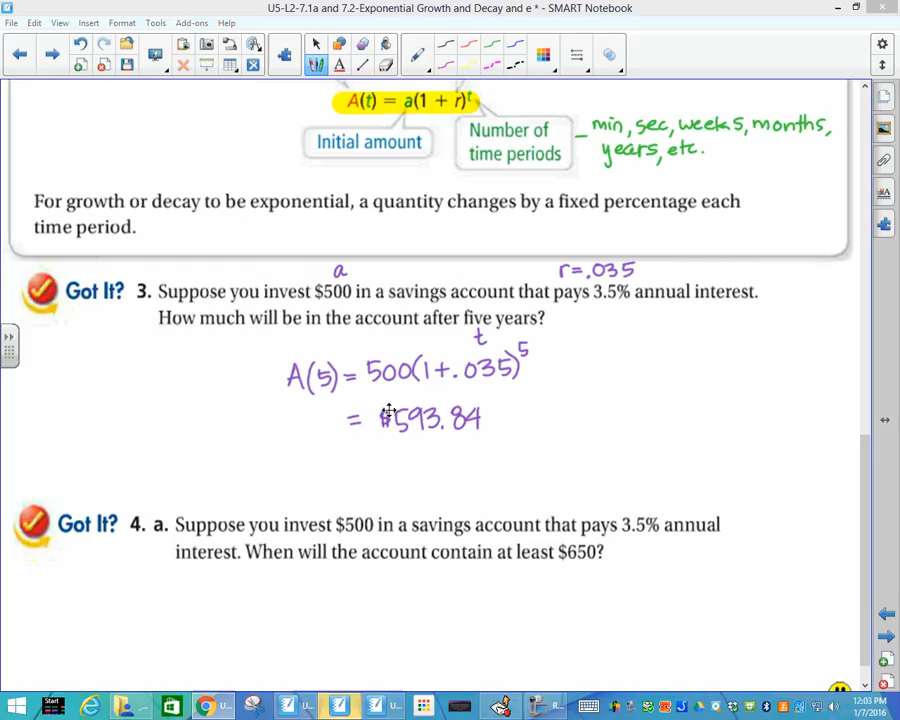 U5-L2-7.1a and 7.2-Exponential Growth and Decay and e * - SMART Notebook
File Edit View Insert Format Tools Add-ons Help
A(t) = a(1 + r)^t
Initial amount
Number of
time periods
– min, sec, weeks, months,
years, etc.
For growth or decay to be exponential, a quantity changes by a fixed percentage each
time period.
a
r=.035
Got It? 3. Suppose you invest $500 in a savings account that pays 3.5% annual interest.
How much will be in the account after five years?
t
A(5) = 500(1+.035)^5
= $593.84
Got It? 4. a. Suppose you invest $500 in a savings account that pays 3.5% annual
interest. When will the account contain at least $650?
Start
U...
U...
U...
R...
12:03 PM
1/7/2016